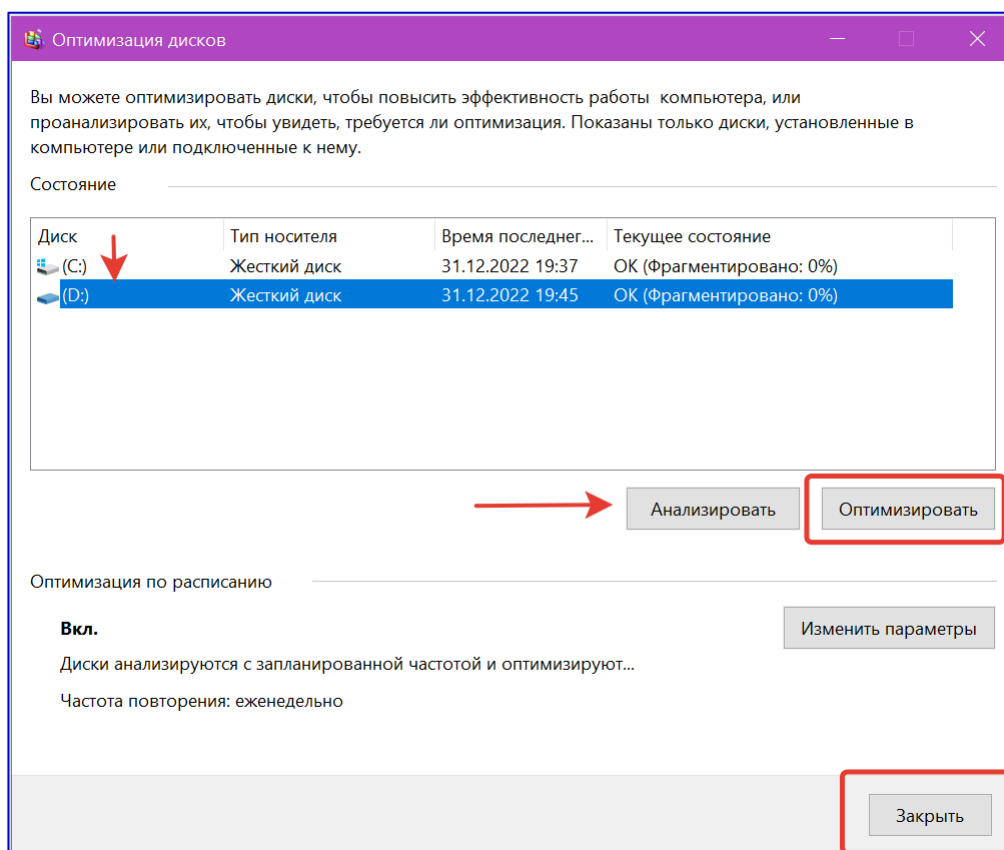 Оптимизация дисков
Вы можете оптимизировать диски, чтобы повысить эффективность работы компьютера, или
проанализировать их, чтобы увидеть, требуется ли оптимизация. Показаны только диски, установленные в
компьютере или подключенные к нему.
Состояние
Диск Тип носителя Время последнег... Текущее состояние
(C:) Жесткий диск 31.12.2022 19:37 ОК (Фрагментировано: 0%)
(D:) Жесткий диск 31.12.2022 19:45 ОК (Фрагментировано: 0%)
Анализировать Оптимизировать
Оптимизация по расписанию
Вкл. Изменить параметры
Диски анализируются с запланированной частотой и оптимизируют...
Частота повторения: еженедельно
Закрыть